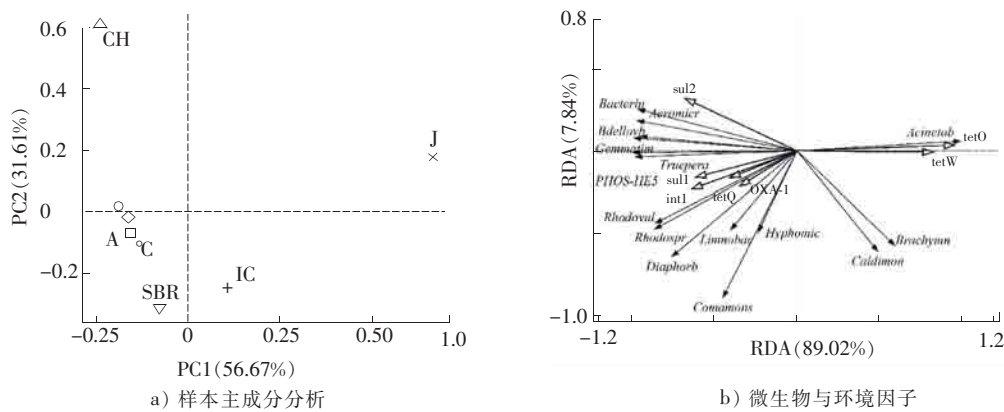 0.6
0.4
0.2
0
-0.2
PC2(31.61%)
CH
J
A
C
SBR
IC
-0.25
0
0.25
0.50
1.0
PC1(56.67%)
a) 样本主成分分析
0.8
-1.0
RDA(7.84%)
sul2
Bacterin
Aeromicr
Bdellovb
Gemmatim
Truepera
PHOS-HE5
sul1
int1
tetQ
OXA-1
Rhodovul
Rhodospr
Limnobac
Hyphomic
Diaphorb
Comamons
Acinetob
tetO
tetW
Brachymn
Caldimon
-1.2
1.2
RDA(89.02%)
b) 微生物与环境因子